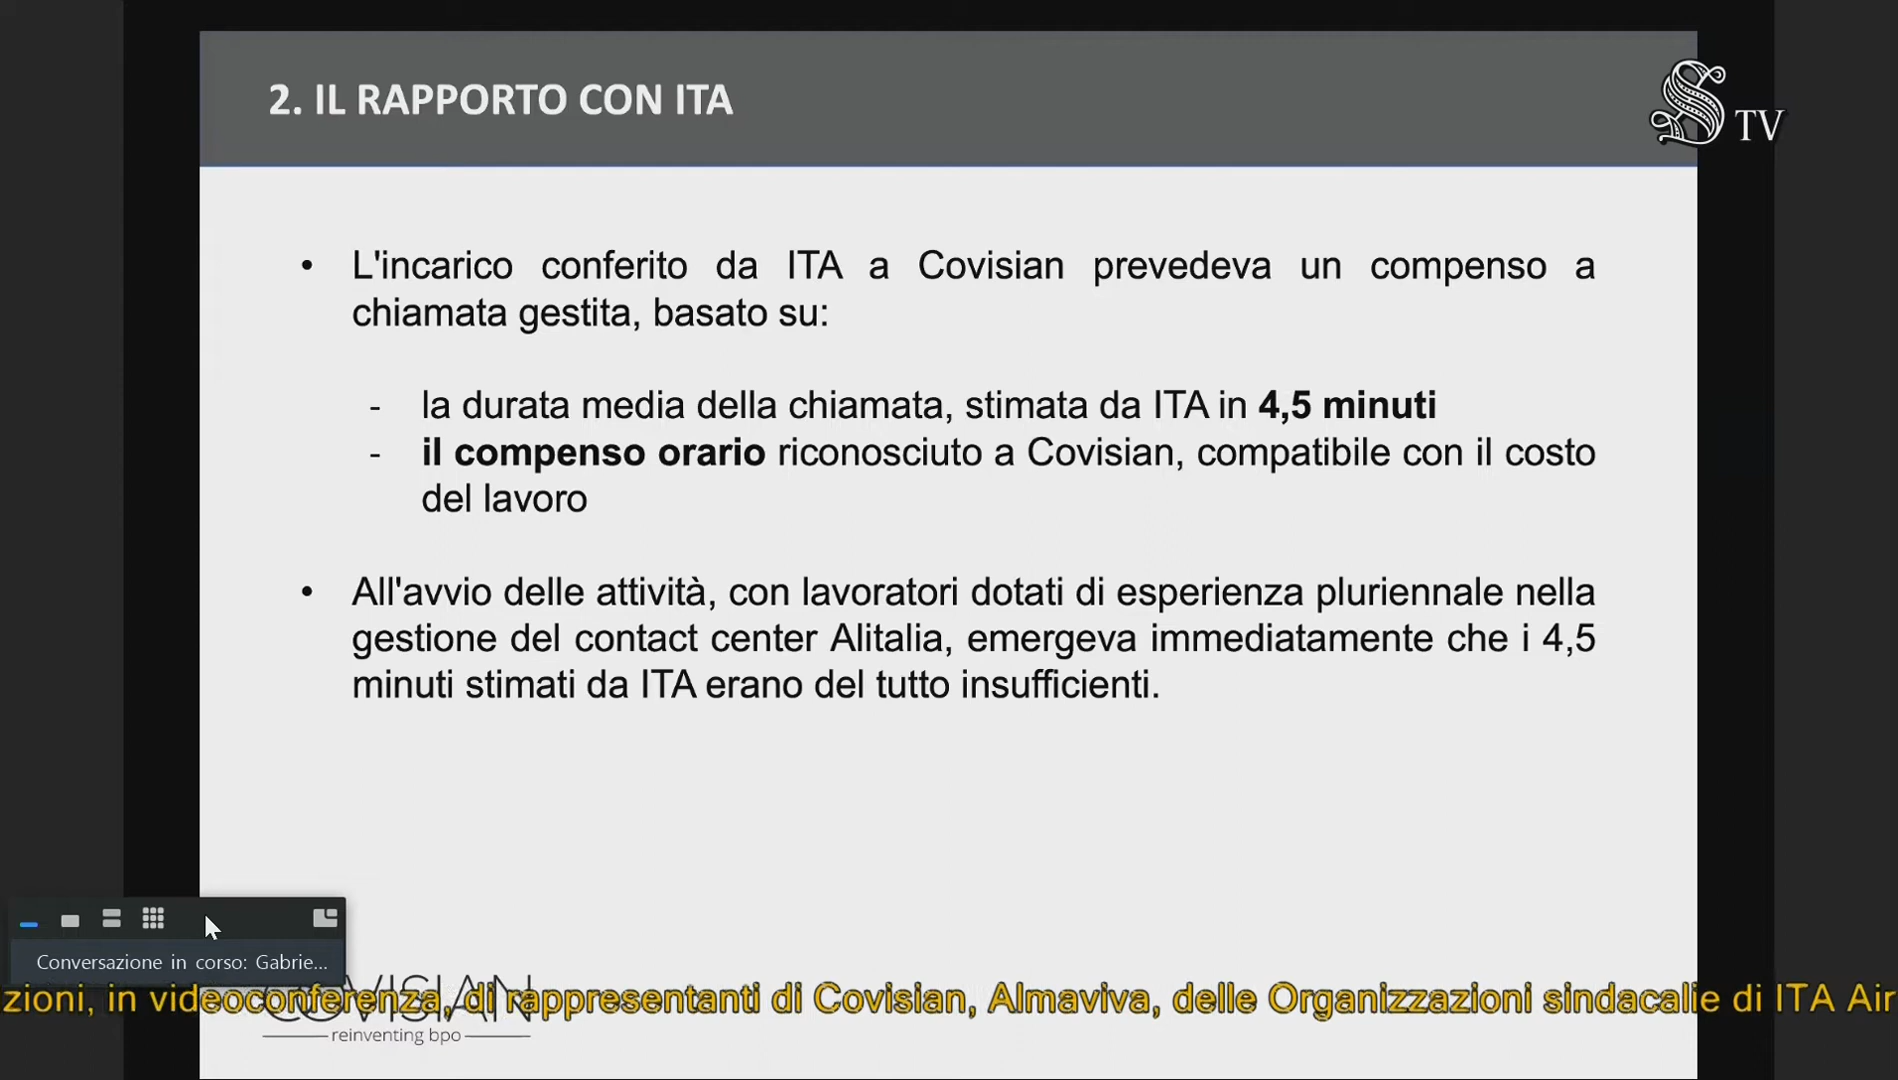 2. IL RAPPORTO CON ITA
TV
• L'incarico conferito da ITA a Covisian prevedeva un compenso a
chiamata gestita, basato su:
- la durata media della chiamata, stimata da ITA in 4,5 minuti
- il compenso orario riconosciuto a Covisian, compatibile con il costo
del lavoro
• All'avvio delle attività, con lavoratori dotati di esperienza pluriennale nella
gestione del contact center Alitalia, emergeva immediatamente che i 4,5
minuti stimati da ITA erano del tutto insufficienti.
Conversazione in corso: Gabrie...
COVISIAN
zioni, in videoconferenza, di rappresentanti di Covisian, Almaviva, delle Organizzazioni sindacalie di ITA Air
reinventing bpo